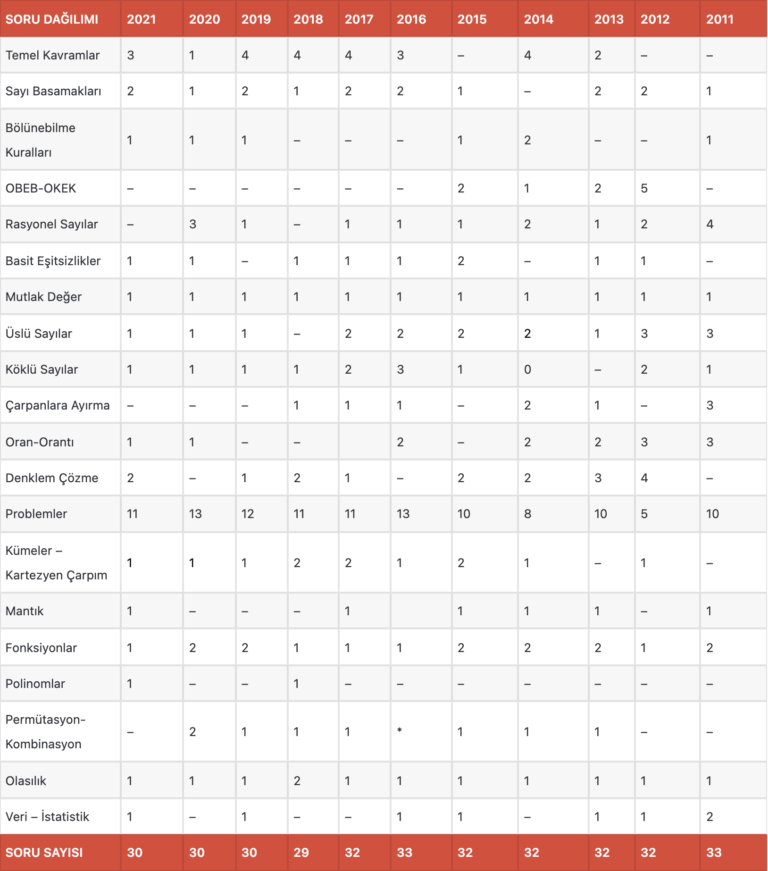 SORU DAĞILIMI 2021 2020 2019 2018 2017 2016 2015 2014 2013 2012 2011
Temel Kavramlar 3 1 4 4 4 3 – 4 2 – –
Sayı Basamakları 2 1 2 1 2 2 1 – 2 2 1
Bölünebilme
Kuralları 1 1 1 – – – 1 2 – – 1
OBEB-OKEK – – – – – – 2 1 2 5 –
Rasyonel Sayılar – 3 1 – 1 1 1 2 1 2 4
Basit Eşitsizlikler 1 1 – 1 1 1 2 – 1 1 –
Mutlak Değer 1 1 1 1 1 1 1 1 1 1 1
Üslü Sayılar 1 1 1 – 2 2 2 2 1 3 3
Köklü Sayılar 1 1 1 1 2 3 1 0 – 2 1
Çarpanlara Ayırma – – – 1 1 1 – 2 1 – 3
Oran-Orantı 1 1 – – 2 – 2 2 3 3
Denklem Çözme 2 – 1 2 1 – 2 2 3 4 –
Problemler 11 13 12 11 11 13 10 8 10 5 10
Kümeler –
Kartezyen Çarpım 1 1 1 2 2 1 2 1 – 1 –
Mantık 1 – – – 1 1 1 1 – 1
Fonksiyonlar 1 2 2 1 1 1 2 2 2 1 2
Polinomlar 1 – – 1 – – – – – – –
Permütasyon-
Kombinasyon – 2 1 1 1 * 1 1 1 – –
Olasılık 1 1 1 2 1 1 1 1 1 1 1
Veri – İstatistik 1 – 1 – – 1 1 – 1 1 2
SORU SAYISI 30 30 30 29 32 33 32 32 32 32 33